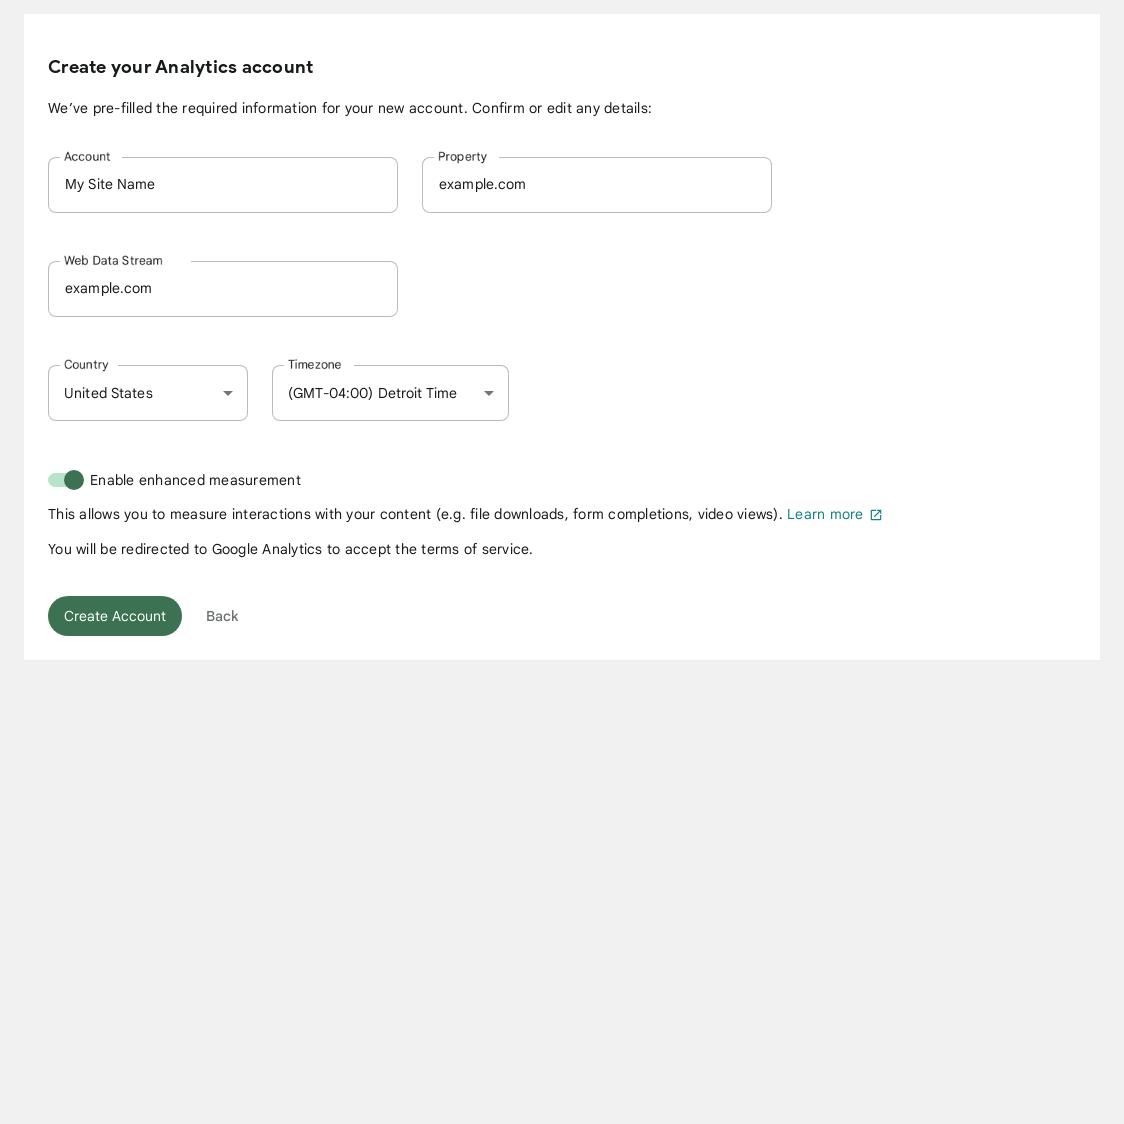 Create your Analytics account
We’ve pre-filled the required information for your new account. Confirm or edit any details:
Account
Property
My Site Name
example.com
Web Data Stream
example.com
Country
Timezone
United States
(GMT-04:00) Detroit Time
Enable enhanced measurement
This allows you to measure interactions with your content (e.g. file downloads, form completions, video views). Learn more
You will be redirected to Google Analytics to accept the terms of service.
Create Account
Back